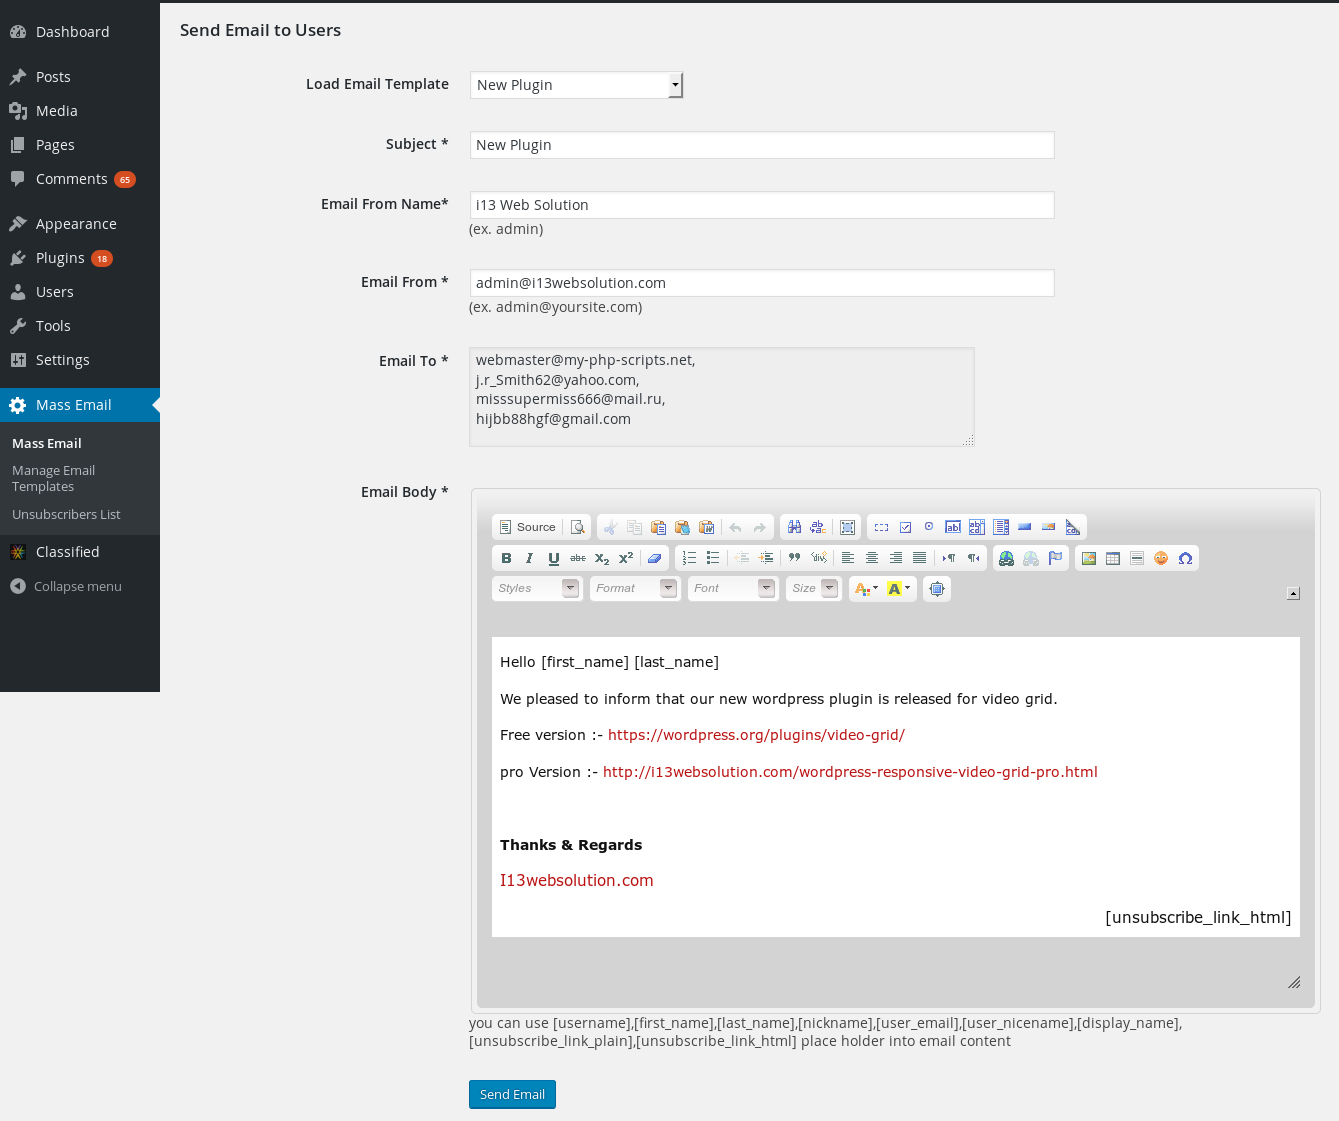 Dashboard
Posts
Media
Pages
Comments 65
Appearance
Plugins 18
Users
Tools
Settings
Mass Email
Mass Email
Manage Email
Templates
Unsubscribers List
Classified
Collapse menu
Send Email to Users
Load Email Template New Plugin
Subject * New Plugin
Email From Name* i13 Web Solution
(ex. admin)
Email From * admin@i13websolution.com
(ex. admin@yoursite.com)
Email To * webmaster@my-php-scripts.net,
j.r_Smith62@yahoo.com,
misssupermiss666@mail.ru,
hijbb88hgf@gmail.com
Email Body *
Source
Styles Format Font Size
Hello [first_name] [last_name]
We pleased to inform that our new wordpress plugin is released for video grid.
Free version :- https://wordpress.org/plugins/video-grid/
pro Version :- http://i13websolution.com/wordpress-responsive-video-grid-pro.html
Thanks & Regards
I13websolution.com
[unsubscribe_link_html]
you can use [username],[first_name],[last_name],[nickname],[user_email],[user_nicename],[display_name],
[unsubscribe_link_plain],[unsubscribe_link_html] place holder into email content
Send Email